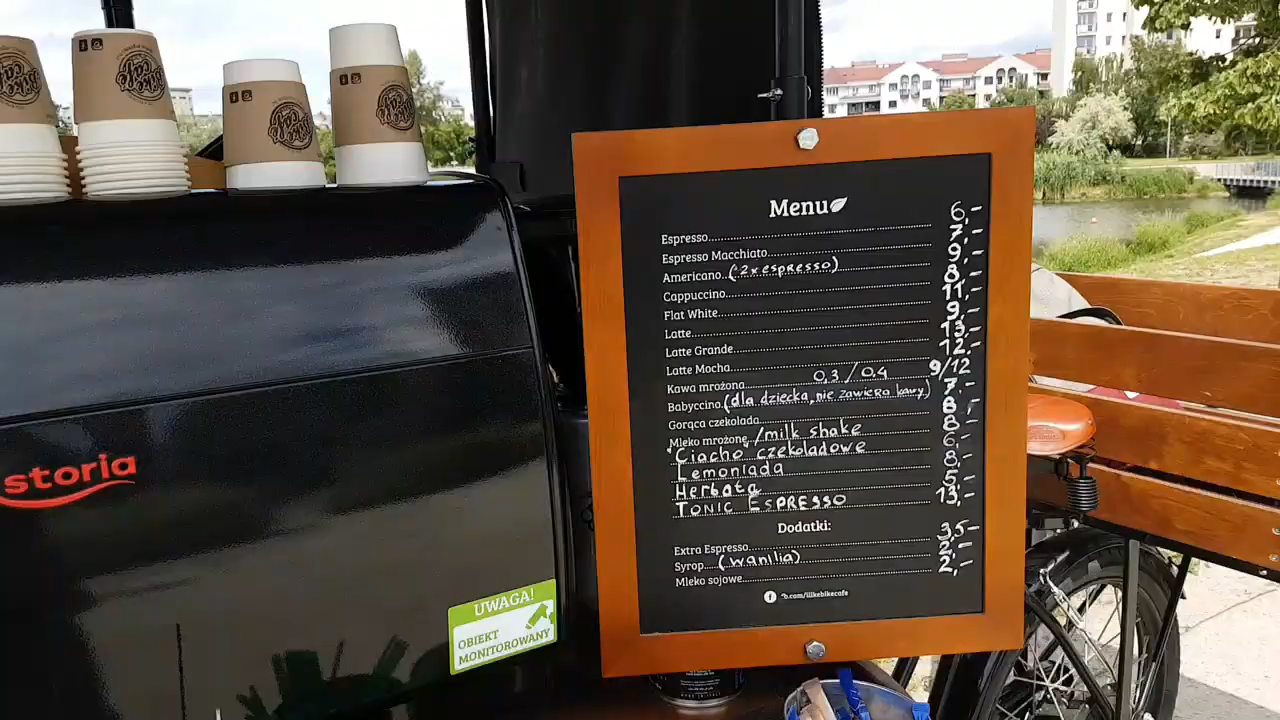 Menu
Espresso 6,-
Espresso Macchiato 7,-
Americano (2x espresso) 9,-
Cappuccino 8,-
Flat White 11,-
Latte 9,-
Latte Grande 13,-
Latte Mocha 12,-
Kawa mrożona 0,3 / 0,4 9/12
Babyccino (dla dziecka, nie zawiera kawy) 7,-
Gorąca czekolada 8,-
Mleko mrożone /milk shake 8,-
"Ciacho" czekoladowe 6,-
Lemoniada 8,-
Herbata 5,-
TONIC ESPRESSO 13,-
Dodatki:
Extra Espresso 3,5-
Syrop (wanilia) 2,-
Mleko sojowe 2,-
fb.com/iilikebikecafe
storia
UWAGA!
OBIEKT
MONITOROWANY